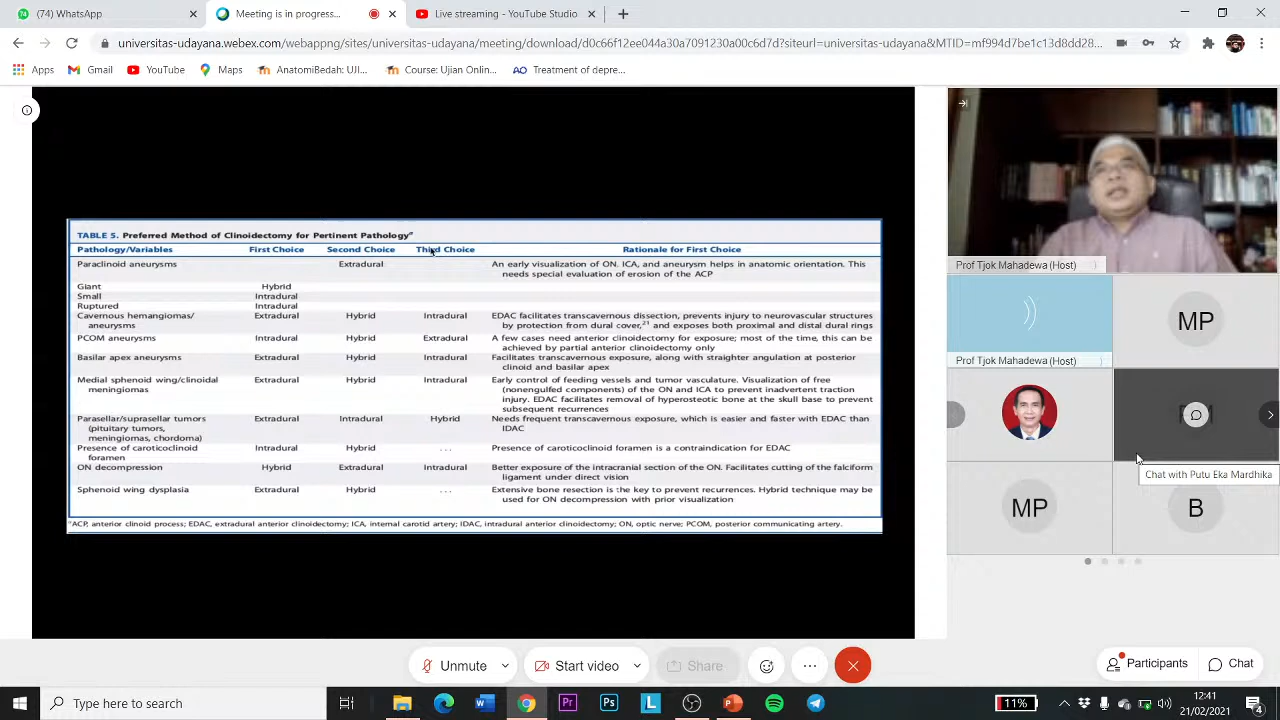 74
WhatsApp
Meeting is in progress...
Live streaming - YouTube Studio
universitas-udayana.webex.com/webappng/sites/universitas-udayana/meeting/download/d0c66f12ee044a30a7091230a00c6d7?siteurl=universitas-udayana&MTID=mf994d7be1c13d8dd28...
Apps
Gmail
YouTube
Maps
AnatomiBedah: UJI...
Course: Ujian Onlin...
Treatment of depre...
TABLE 5. Preferred Method of Clinoidectomy for Pertinent Pathologyª
Pathology/Variables First Choice Second Choice Third Choice Rationale for First Choice
Paraclinoid aneurysms Extradural An early visualization of ON. ICA, and aneurysm helps in anatomic orientation. This
needs special evaluation of erosion of the ACP
Giant Hybrid
Small Intradural
Ruptured Intradural
Cavernous hemangiomas/ Extradural Hybrid Intradural EDAC facilitates transcavernous dissection, prevents injury to neurovascular structures
aneurysms by protection from dural cover,²¹ and exposes both proximal and distal dural rings
PCOM aneurysms Intradural Hybrid Extradural A few cases need anterior clinoidectomy for exposure; most of the time, this can be
achieved by partial anterior clinoidectomy only
Basilar apex aneurysms Extradural Hybrid Intradural Facilitates transcavernous exposure, along with straighter angulation at posterior
clinoid and basilar apex
Medial sphenoid wing/clinoidal Extradural Hybrid Intradural Early control of feeding vessels and tumor vasculature. Visualization of free
meningiomas (nonengulfed components) of the ON and ICA to prevent inadvertent traction
injury. EDAC facilitates removal of hyperosteotic bone at the skull base to prevent
subsequent recurrences
Parasellar/suprasellar tumors Extradural Intradural Hybrid Needs frequent transcavernous exposure, which is easier and faster with EDAC than
(pituitary tumors, IDAC
meningiomas, chordoma)
Presence of caroticoclinoid Intradural Hybrid ... Presence of caroticoclinoid foramen is a contraindication for EDAC
foramen
ON decompression Hybrid Extradural Intradural Better exposure of the intracranial section of the ON. Facilitates cutting of the falciform
ligament under direct vision
Sphenoid wing dysplasia Extradural Hybrid ... Extensive bone resection is the key to prevent recurrences. Hybrid technique may be
used for ON decompression with prior visualization
ªACP, anterior clinoid process; EDAC, extradural anterior clinoidectomy; ICA, internal carotid artery; IDAC, intradural anterior clinoidectomy; ON, optic nerve; PCOM, posterior communicating artery.
Prof Tjok Mahadewa (Host)
Prof Tjok Mahadewa (Host)
MP
Chat with Putu Eka Mardhika
MP
B
Unmute
Start video
Share
Participants
Chat
Type here to search
11%
12:41
21/02/2021
4